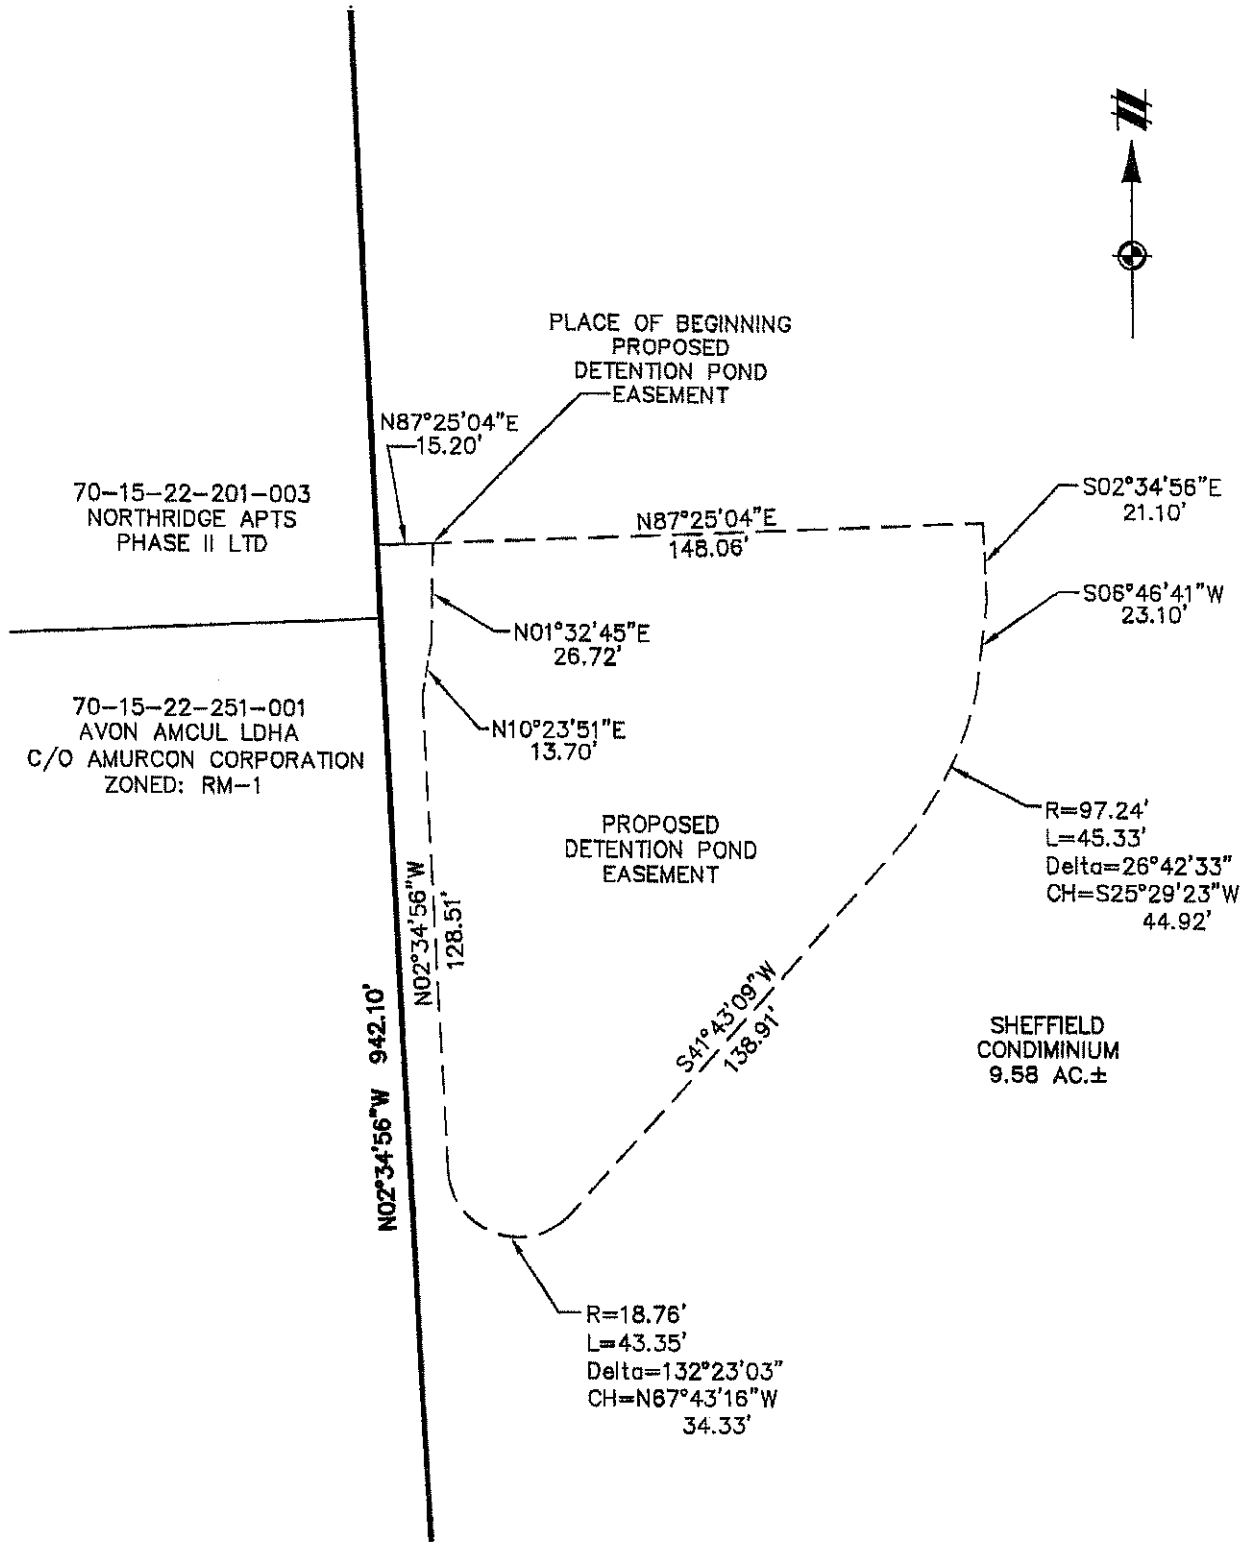 N
PLACE OF BEGINNING
PROPOSED
DETENTION POND
EASEMENT
N87°25'04"E
15.20'
70-15-22-201-003
NORTHRIDGE APTS
PHASE II LTD
N87°25'04"E
148.06'
S02°34'56"E
21.10'
S06°46'41"W
23.10'
N01°32'45"E
26.72'
N10°23'51"E
13.70'
70-15-22-251-001
AVON AMCUL LDHA
C/O AMURCON CORPORATION
ZONED: RM-1
PROPOSED
DETENTION POND
EASEMENT
R=97.24'
L=45.33'
Delta=26°42'33"
CH=S25°29'23"W
44.92'
N02°34'56"W
128.51'
S41°43'09"W
138.91'
N02°34'56"W 942.10'
SHEFFIELD
CONDIMINIUM
9.58 AC.±
R=18.76'
L=43.35'
Delta=132°23'03"
CH=N67°43'16"W
34.33'